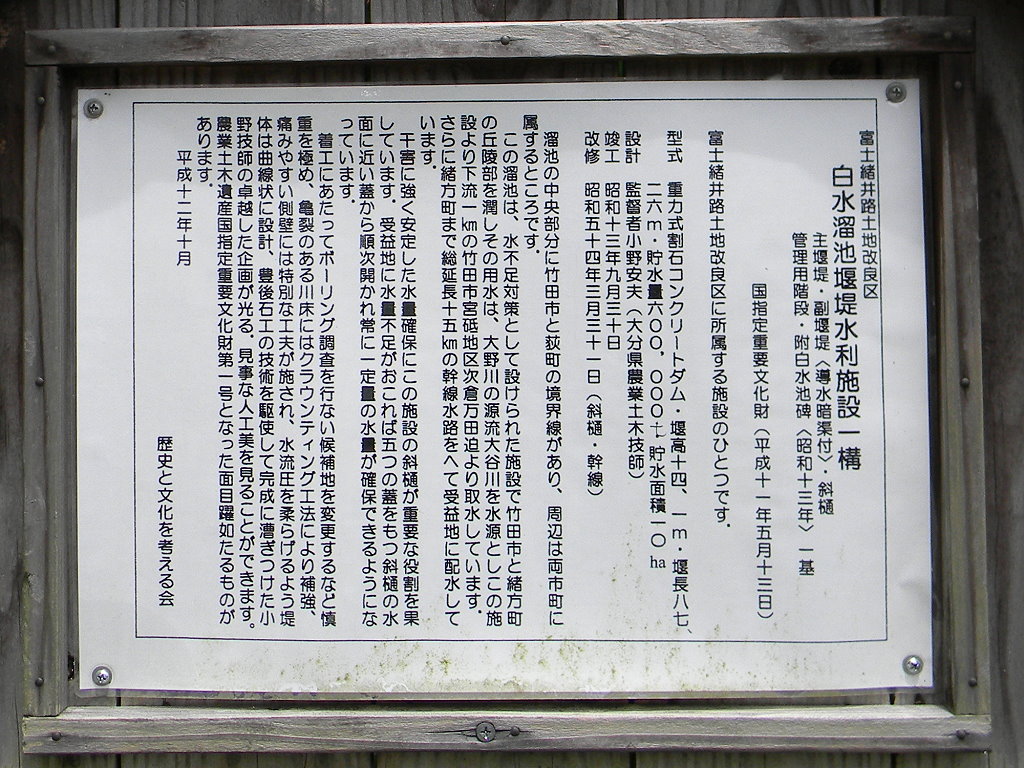 富士緒井路土地改良区
白水溜池堰堤水利施設一構
主堰堤・副堰堤〈導水暗渠付〉・斜樋
管理用階段・附白水池碑〈昭和十三年〉一基
国指定重要文化財（平成十一年五月十三日）
富士緒井路土地改良区に所属する施設のひとつです．
型式　重力式割石コンクリートダム・堰高十四、一ｍ・堰長八七、
二六ｍ・貯水量六〇〇，〇〇〇ｔ．貯水面積一〇ha
設計　監督者小野安夫（大分県農業土木技師）
竣工　昭和十三年九月三十日
改修　昭和五十四年三月三十一日（斜樋・幹線）
溜池の中央部分に竹田市と荻町の境界線があり、周辺は両市町に
属するところです．
この溜池は、水不足対策として設けられた施設で竹田市と緒方町
の丘陵部を潤しその用水は、大野川の源流大谷川を水源としこの施
設より下流一㎞の竹田市宮砥地区次倉万田迫より取水しています．
さらに緒方町まで総延長十五㎞の幹線水路をへて受益地に配水して
います．
干害に強く安定した水量確保にこの施設の斜樋が重要な役割を果
しています．受益地に水量不足がおこれば五つの蓋をもつ斜樋の水
面に近い蓋から順次開かれ常に一定量の水量が確保できるようにな
っています．
着工にあたってボーリング調査を行ない候補地を変更するなど慎
重を極め、亀裂のある川床にはクラウンティング工法により補強、
痛みやすい側壁には特別な工夫が施され、水流圧を柔らげるよう堤
体は曲線状に設計、豊後石工の技術を駆使して完成に漕ぎつけた小
野技師の卓越した企画が光る．見事な人工美を見ることができます。
農業土木遺産国指定重要文化財第一号となった面目躍如たるものが
あります．
平成十二年十月
歴史と文化を考える会